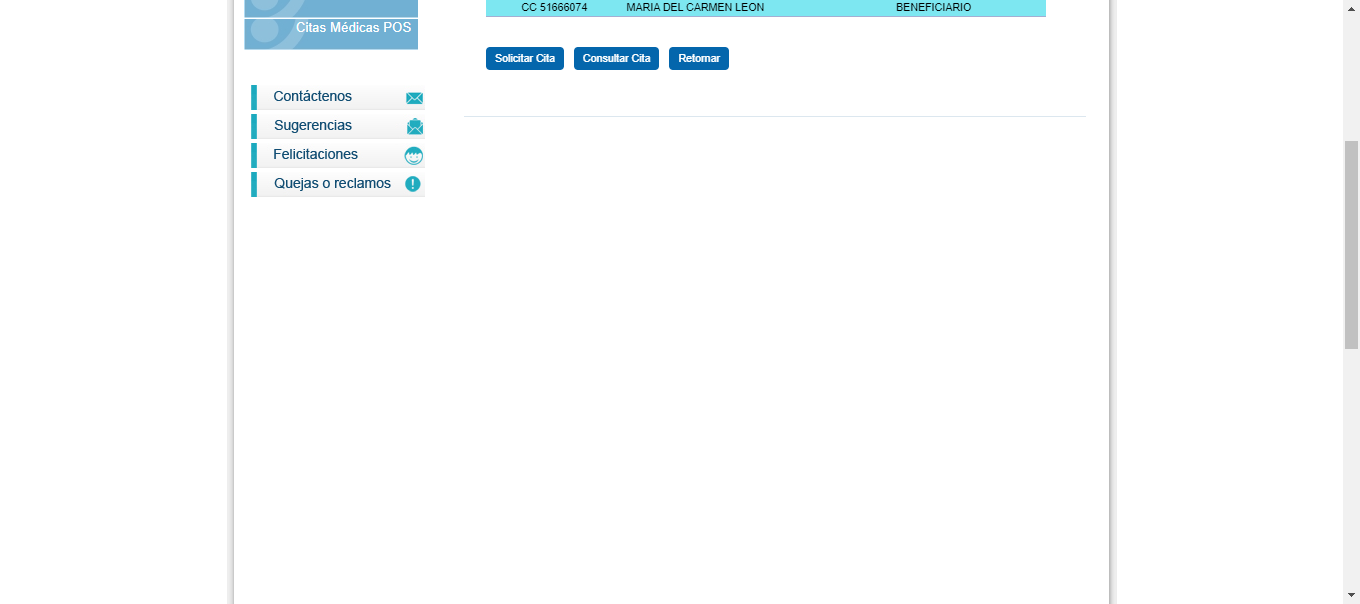 CC 51666074 MARIA DEL CARMEN LEON BENEFICIARIO
Citas Médicas POS
Solicitar Cita Consultar Cita Retornar
Contáctenos
Sugerencias
Felicitaciones
Quejas o reclamos